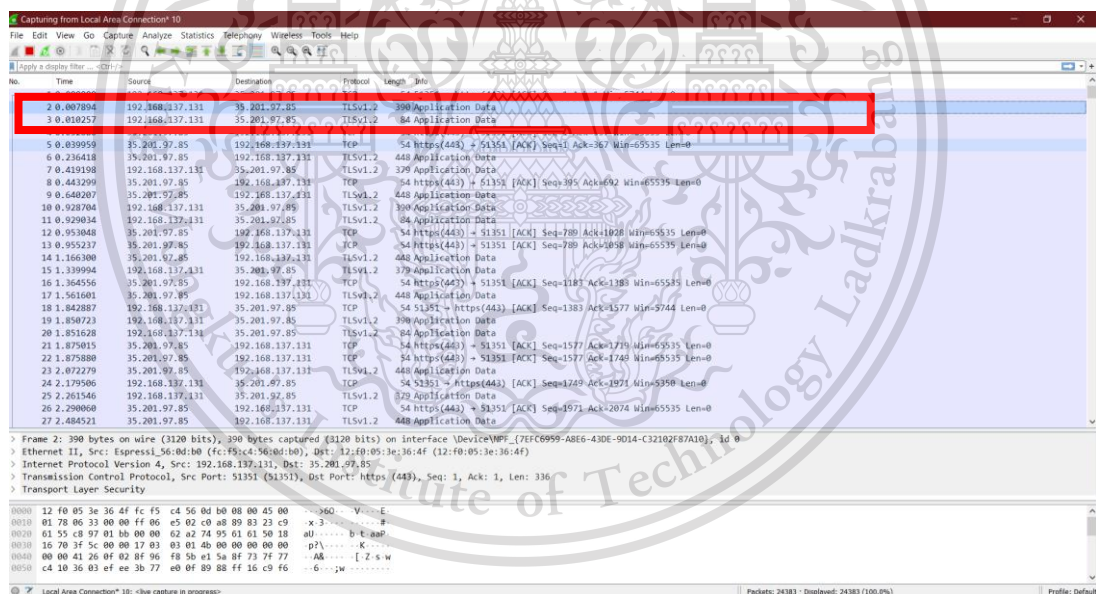 Capturing from Local Area Connection* 10
File Edit View Go Capture Analyze Statistics Telephony Wireless Tools Help
Apply a display filter ... <Ctrl-/>
No. Time Source Destination Protocol Length Info
2 0.007894 192.168.137.131 35.201.97.85 TLSv1.2 390 Application Data
3 0.010257 192.168.137.131 35.201.97.85 TLSv1.2 84 Application Data
5 0.039959 35.201.97.85 192.168.137.131 TCP 54 https(443) → 51351 [ACK] Seq=1 Ack=367 Win=65535 Len=0
6 0.236418 35.201.97.85 192.168.137.131 TLSv1.2 448 Application Data
7 0.419198 192.168.137.131 35.201.97.85 TLSv1.2 379 Application Data
8 0.443299 35.201.97.85 192.168.137.131 TCP 54 https(443) → 51351 [ACK] Seq=395 Ack=692 Win=65535 Len=0
9 0.640207 35.201.97.85 192.168.137.131 TLSv1.2 448 Application Data
10 0.928704 192.168.137.131 35.201.97.85 TLSv1.2 390 Application Data
11 0.929034 192.168.137.131 35.201.97.85 TLSv1.2 84 Application Data
12 0.953048 35.201.97.85 192.168.137.131 TCP 54 https(443) → 51351 [ACK] Seq=789 Ack=1028 Win=65535 Len=0
13 0.955237 35.201.97.85 192.168.137.131 TCP 54 https(443) → 51351 [ACK] Seq=789 Ack=1058 Win=65535 Len=0
14 1.166300 35.201.97.85 192.168.137.131 TLSv1.2 448 Application Data
15 1.339994 192.168.137.131 35.201.97.85 TLSv1.2 379 Application Data
16 1.364556 35.201.97.85 192.168.137.131 TCP 54 https(443) → 51351 [ACK] Seq=1183 Ack=1383 Win=65535 Len=0
17 1.561601 35.201.97.85 192.168.137.131 TLSv1.2 448 Application Data
18 1.842887 192.168.137.131 35.201.97.85 TCP 54 51351 → https(443) [ACK] Seq=1383 Ack=1577 Win=5744 Len=0
19 1.850723 192.168.137.131 35.201.97.85 TLSv1.2 390 Application Data
20 1.851628 192.168.137.131 35.201.97.85 TLSv1.2 84 Application Data
21 1.875015 35.201.97.85 192.168.137.131 TCP 54 https(443) → 51351 [ACK] Seq=1577 Ack=1719 Win=65535 Len=0
22 1.875880 35.201.97.85 192.168.137.131 TCP 54 https(443) → 51351 [ACK] Seq=1577 Ack=1749 Win=65535 Len=0
23 2.072279 35.201.97.85 192.168.137.131 TLSv1.2 448 Application Data
24 2.179506 192.168.137.131 35.201.97.85 TCP 54 51351 → https(443) [ACK] Seq=1749 Ack=1971 Win=5350 Len=0
25 2.261546 192.168.137.131 35.201.97.85 TLSv1.2 379 Application Data
26 2.290060 35.201.97.85 192.168.137.131 TCP 54 https(443) → 51351 [ACK] Seq=1971 Ack=2074 Win=65535 Len=0
27 2.484521 35.201.97.85 192.168.137.131 TLSv1.2 448 Application Data
> Frame 2: 390 bytes on wire (3120 bits), 390 bytes captured (3120 bits) on interface \Device\NPF_{7EFC6959-A8E6-43DE-9D14-C32102F87A10}, id 0
> Ethernet II, Src: Espressi_56:0d:b0 (fc:f5:c4:56:0d:b0), Dst: 12:f0:05:3e:36:4f (12:f0:05:3e:36:4f)
> Internet Protocol Version 4, Src: 192.168.137.131, Dst: 35.201.97.85
> Transmission Control Protocol, Src Port: 51351 (51351), Dst Port: https (443), Seq: 1, Ack: 1, Len: 336
> Transport Layer Security
0000 12 f0 05 3e 36 4f fc f5 c4 56 0d b0 08 00 45 00 ···>6O·· ·V····E·
0010 01 78 06 33 00 00 ff 06 e5 02 c0 a8 89 83 23 c9 ·x·3···· ······#·
0020 61 55 c8 97 01 bb 00 00 62 a2 74 95 61 61 50 18 aU······ b·t·aaP·
0030 16 70 3f 5c 00 00 17 03 03 01 4b 00 00 00 00 00 ·p?\···· ··K·····
0040 00 00 41 26 0f 02 8f 96 f8 5b e1 5a 8f 73 7f 77 ··A&···· ·[·Z·s·w
0050 c4 10 36 03 ef ee 3b 77 e0 0f 89 88 ff 16 c9 f6 ··6···;w ········
Local Area Connection* 10: <live capture in progress>
Packets: 24383 · Displayed: 24383 (100.0%)
Profile: Default
Institute of Technology Ladkrabang